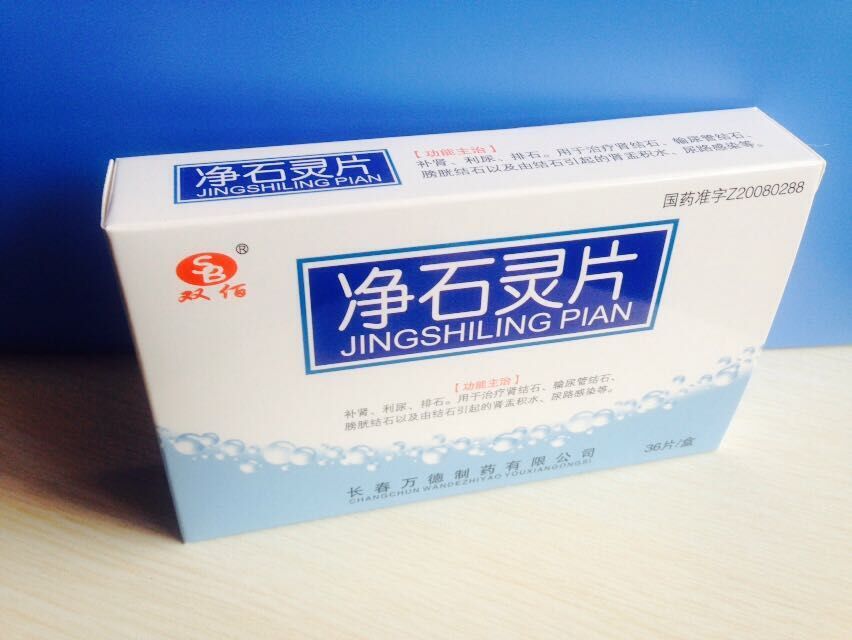 净石灵片
JINGSHILING PIAN
【功能主治】
补肾、利尿、排石。用于治疗肾结石、输尿管结石、
膀胱结石以及由结石引起的肾盂积水、尿路感染等。
国药准字Z20080288
SB
®
双佰
净石灵片
JINGSHILING PIAN
【功能主治】
补肾、利尿、排石。用于治疗肾结石、输尿管结石、
膀胱结石以及由结石引起的肾盂积水、尿路感染等。
36片/盒
长春万德制药有限公司
CHANGCHUN WANDEZHIYAO YOUXIANGONGSI